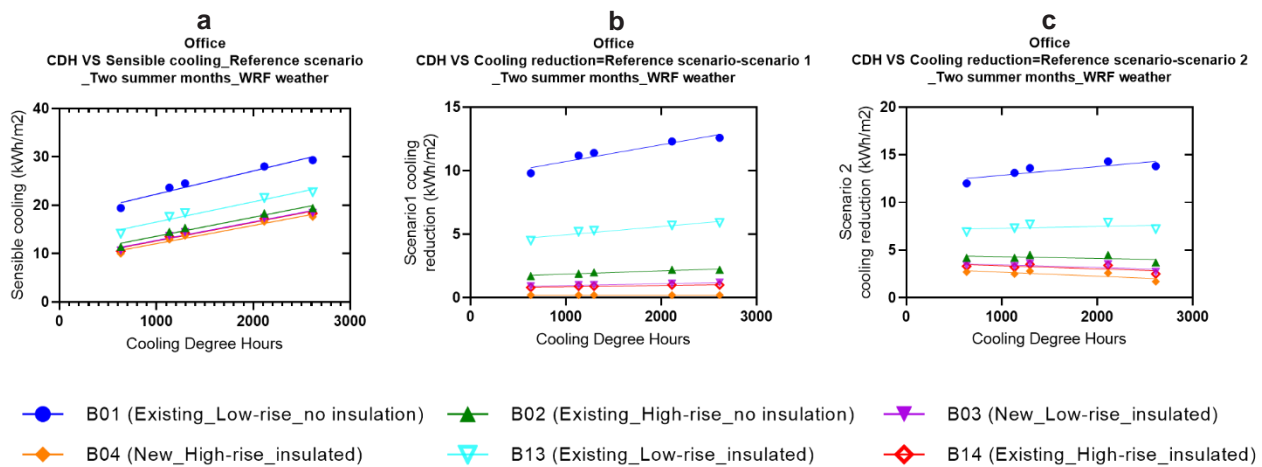 a
Office
CDH VS Sensible cooling_Reference scenario
_Two summer months_WRF weather
40
30
20
10
0
Sensible cooling (kWh/m2)
0 1000 2000 3000
Cooling Degree Hours
b
Office
CDH VS Cooling reduction=Reference scenario-scenario 1
_Two summer months_WRF weather
15
10
5
0
Scenario1 cooling
reduction (kWh/m2)
0 1000 2000 3000
Cooling Degree Hours
c
Office
CDH VS Cooling reduction=Reference scenario-scenario 2
_Two summer months_WRF weather
20
15
10
5
0
Scenario 2
cooling reduction (kWh/m2)
0 1000 2000 3000
Cooling Degree Hours
B01 (Existing_Low-rise_no insulation)
B02 (Existing_High-rise_no insulation)
B03 (New_Low-rise_insulated)
B04 (New_High-rise_insulated)
B13 (Existing_Low-rise_insulated)
B14 (Existing_High-rise_insulated)